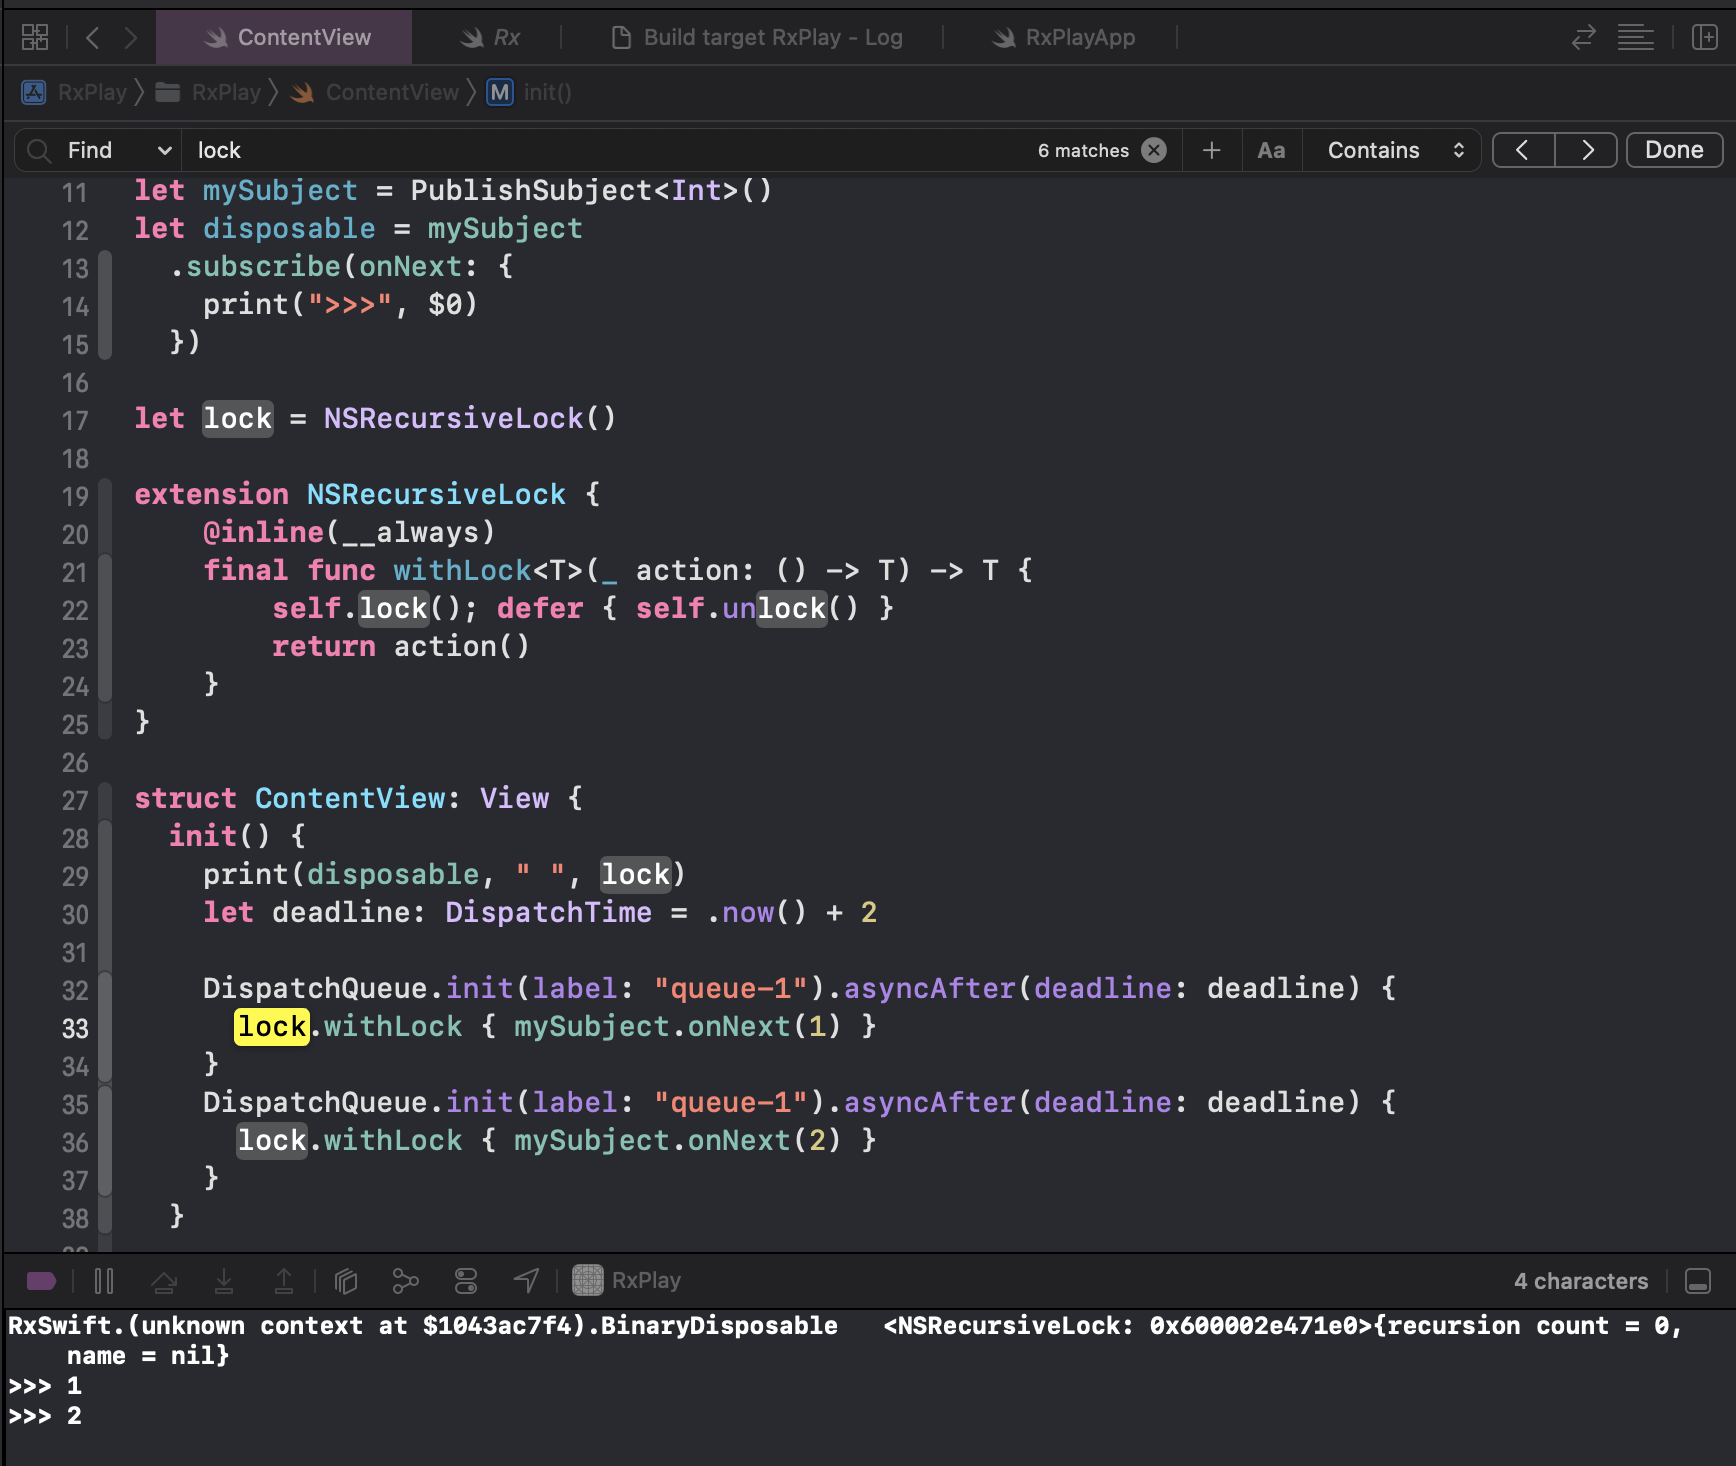 ContentView Rx Build target RxPlay - Log RxPlayApp
RxPlay RxPlay ContentView M init()
Find lock 6 matches + Aa Contains Done
11 let mySubject = PublishSubject<Int>()
12 let disposable = mySubject
13 .subscribe(onNext: {
14 print(">>>", $0)
15 })
16
17 let lock = NSRecursiveLock()
18
19 extension NSRecursiveLock {
20 @inline(__always)
21 final func withLock<T>(_ action: () -> T) -> T {
22 self.lock(); defer { self.unlock() }
23 return action()
24 }
25 }
26
27 struct ContentView: View {
28 init() {
29 print(disposable, " ", lock)
30 let deadline: DispatchTime = .now() + 2
31
32 DispatchQueue.init(label: "queue-1").asyncAfter(deadline: deadline) {
33 lock.withLock { mySubject.onNext(1) }
34 }
35 DispatchQueue.init(label: "queue-1").asyncAfter(deadline: deadline) {
36 lock.withLock { mySubject.onNext(2) }
37 }
38 }
RxPlay 4 characters
RxSwift.(unknown context at $1043ac7f4).BinaryDisposable <NSRecursiveLock: 0x600002e471e0>{recursion count = 0,
name = nil}
>>> 1
>>> 2